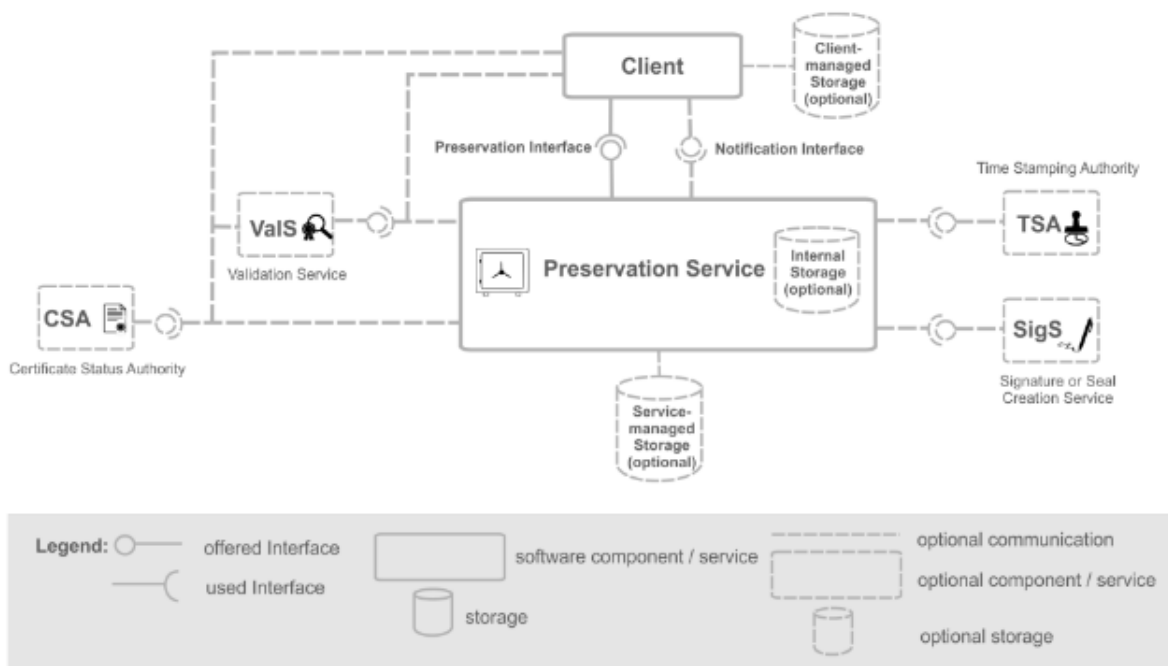 Client
Client-
managed
Storage
(optional)
Preservation Interface
Notification Interface
Time Stamping Authority
ValS
TSA
Validation Service
Preservation Service
Internal
Storage
(optional)
CSA
SigS
Certificate Status Authority
Signature or Seal
Creation Service
Service-
managed
Storage
(optional)
Legend:
offered Interface
used Interface
software component / service
storage
optional communication
optional component / service
optional storage